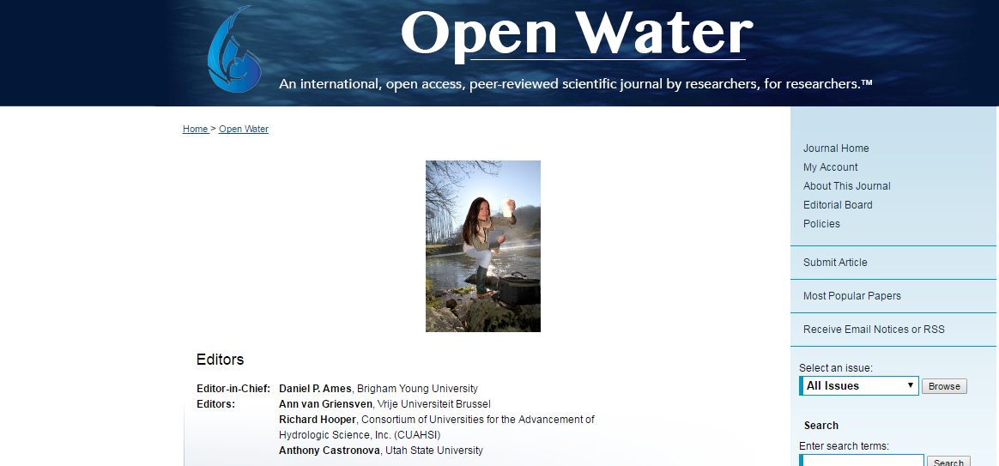 Open Water
An international, open access, peer-reviewed scientific journal by researchers, for researchers.™
Home > Open Water
Editors
Editor-in-Chief: Daniel P. Ames, Brigham Young University
Editors: Ann van Griensven, Vrije Universiteit Brussel
Richard Hooper, Consortium of Universities for the Advancement of
Hydrologic Science, Inc. (CUAHSI)
Anthony Castronova, Utah State University
Journal Home
My Account
About This Journal
Editorial Board
Policies
Submit Article
Most Popular Papers
Receive Email Notices or RSS
Select an issue:
All Issues Browse
Search
Enter search terms:
Search